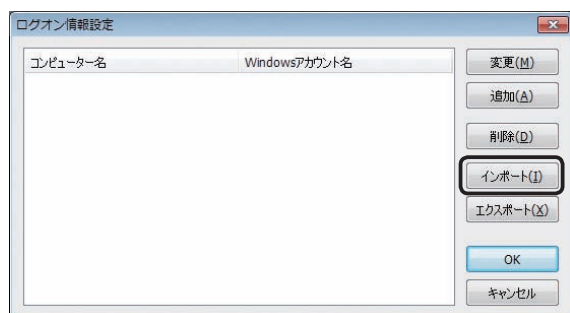 ログオン情報設定
コンピューター名 Windowsアカウント名
変更(M)
追加(A)
削除(D)
インポート(I)
エクスポート(X)
OK
キャンセル